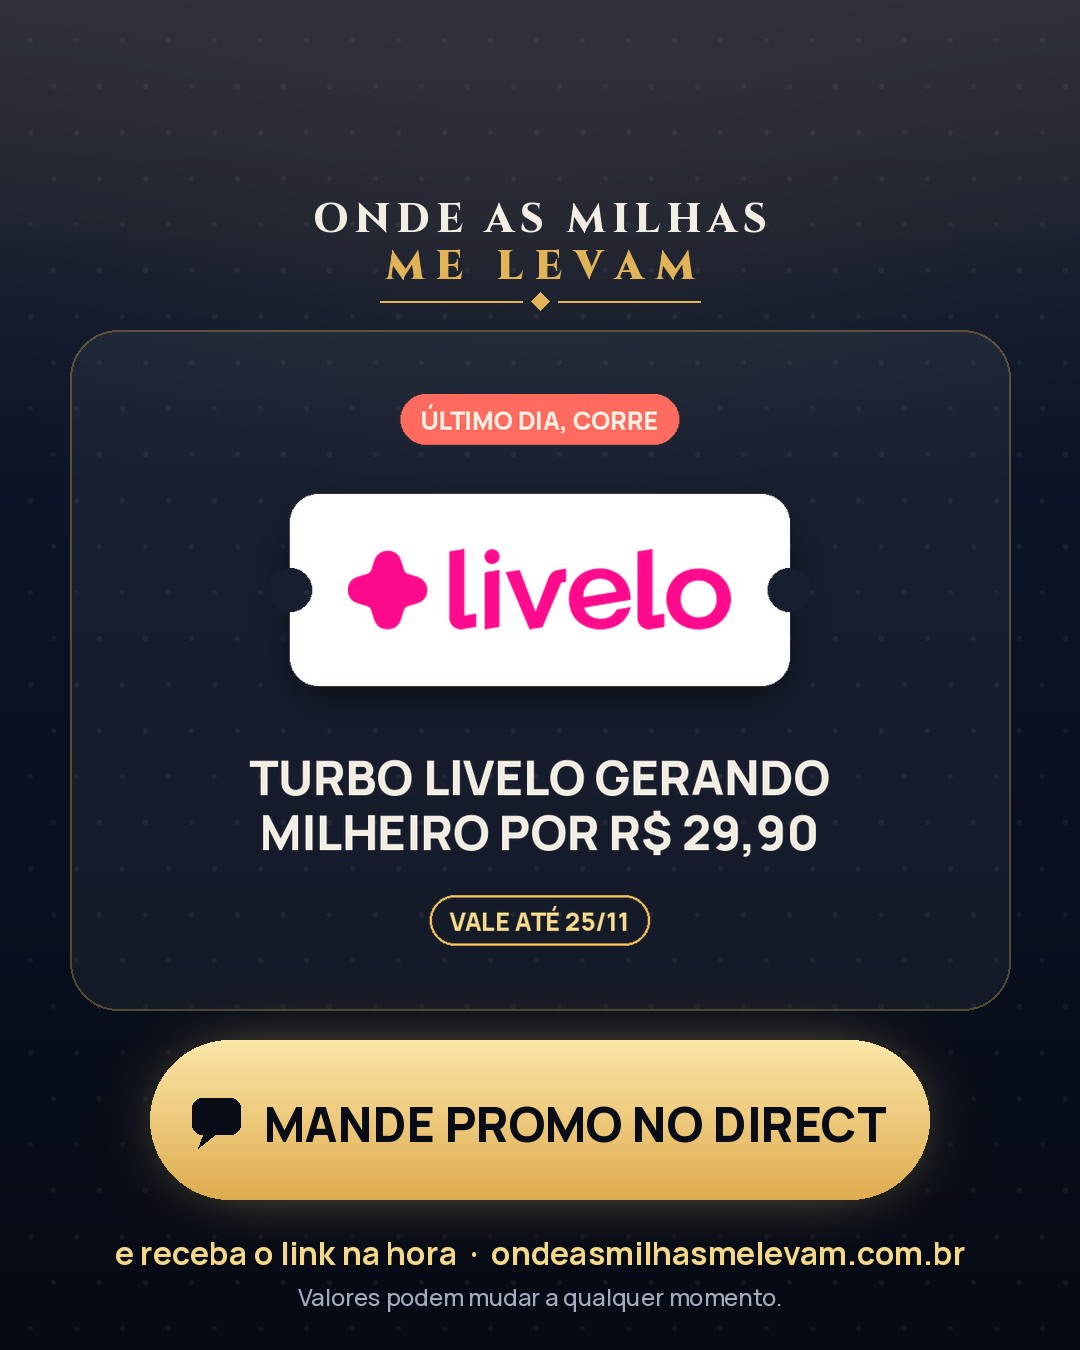 ONDE AS MILHAS
ME LEVAM
ÚLTIMO DIA, CORRE
livelo
TURBO LIVELO GERANDO
MILHEIRO POR R$ 29,90
VALE ATÉ 25/11
MANDE PROMO NO DIRECT
e receba o link na hora · ondeasmilhasmelevam.com.br
Valores podem mudar a qualquer momento.